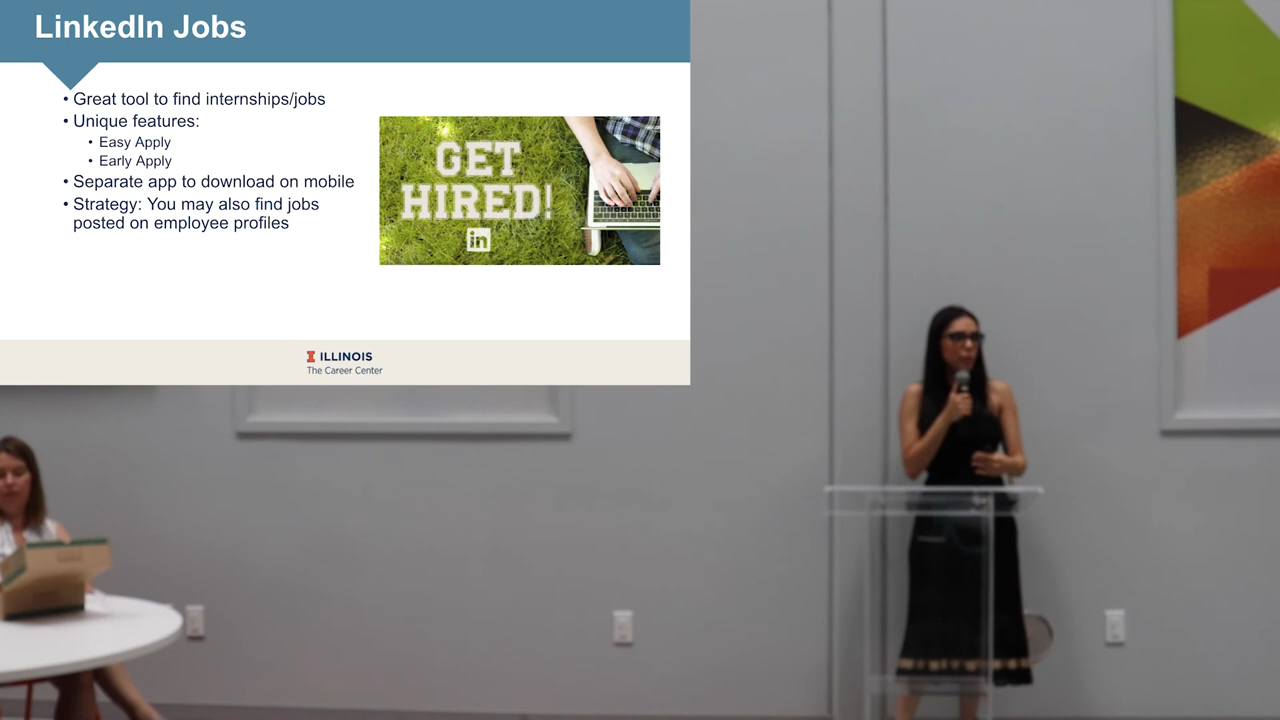 LinkedIn Jobs
• Great tool to find internships/jobs
• Unique features:
• Easy Apply
• Early Apply
• Separate app to download on mobile
• Strategy: You may also find jobs
posted on employee profiles
GET
HIRED!
in
I ILLINOIS
The Career Center